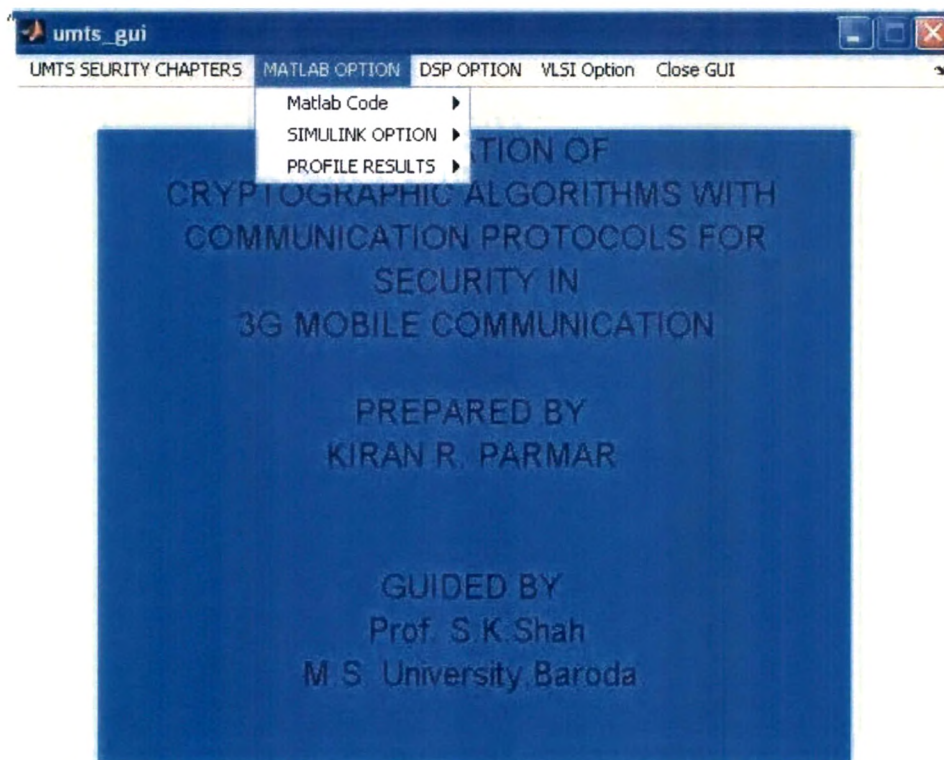 umts_gui
UMTS SEURITY CHAPTERS MATLAB OPTION DSP OPTION VLSI Option Close GUI
Matlab Code
SIMULINK OPTION
PROFILE RESULTS
TION OF
CRYPTOGRAPHIC ALGORITHMS WITH
COMMUNICATION PROTOCOLS FOR
SECURITY IN
3G MOBILE COMMUNICATION
PREPARED BY
KIRAN R. PARMAR
GUIDED BY
Prof. S.K.Shah
M.S. University,Baroda